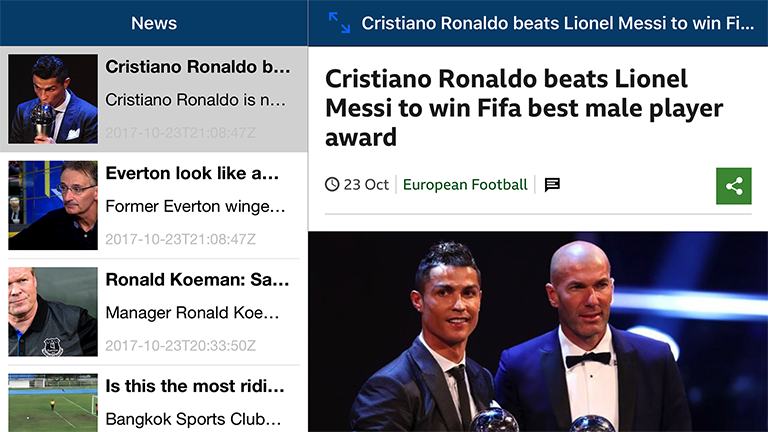 News
Cristiano Ronaldo b...
Cristiano Ronaldo is n...
2017-10-23T21:08:47Z
Everton look like a...
Former Everton winge...
2017-10-23T21:08:47Z
Ronald Koeman: Sa...
Manager Ronald Koe...
2017-10-23T20:33:50Z
Is this the most ridi...
Bangkok Sports Club...
Cristiano Ronaldo beats Lionel Messi to win Fi...
Cristiano Ronaldo beats Lionel
Messi to win Fifa best male player
award
23 Oct
European Football